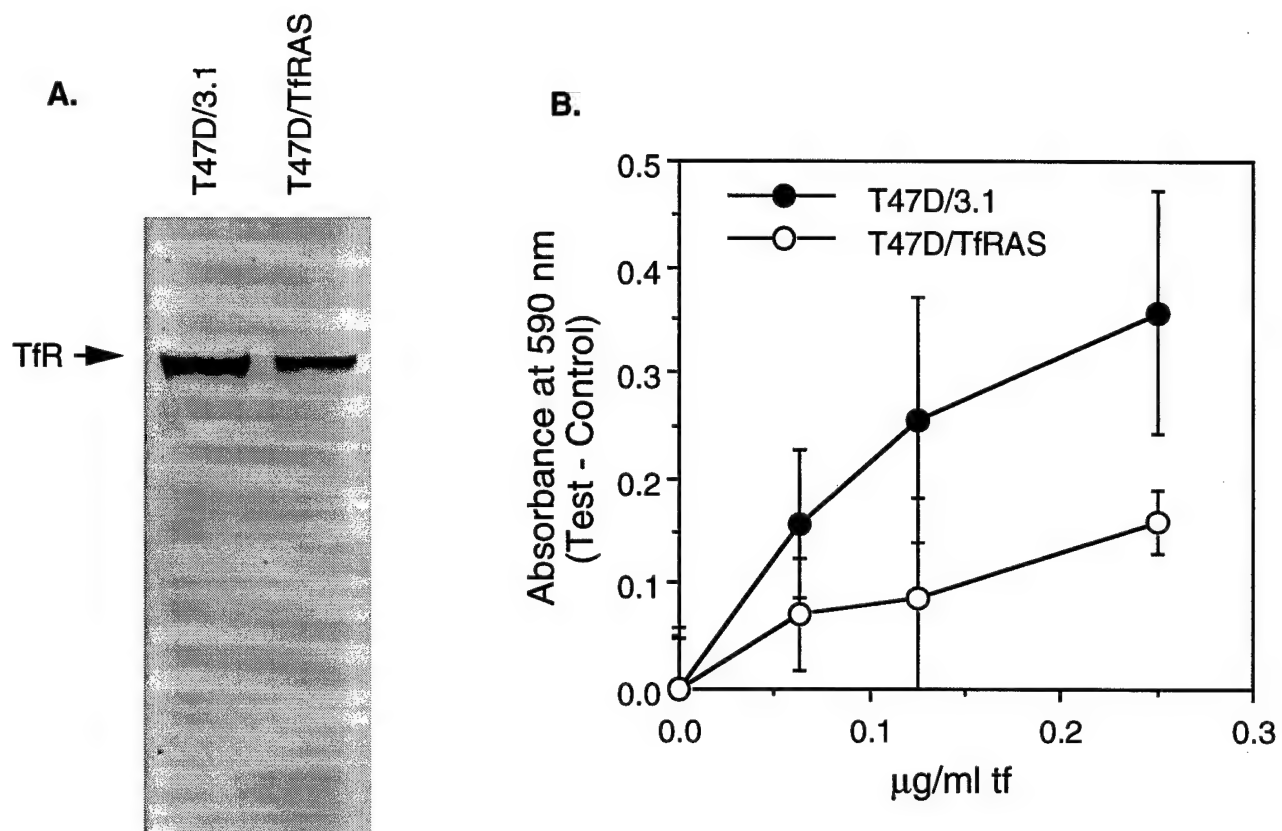 A.
T47D/3.1
T47D/TfRAS
TfR
B.
T47D/3.1
T47D/TfRAS
Absorbance at 590 nm
(Test - Control)
0.5
0.4
0.3
0.2
0.1
0.0
0.0 0.1 0.2 0.3
μg/ml tf